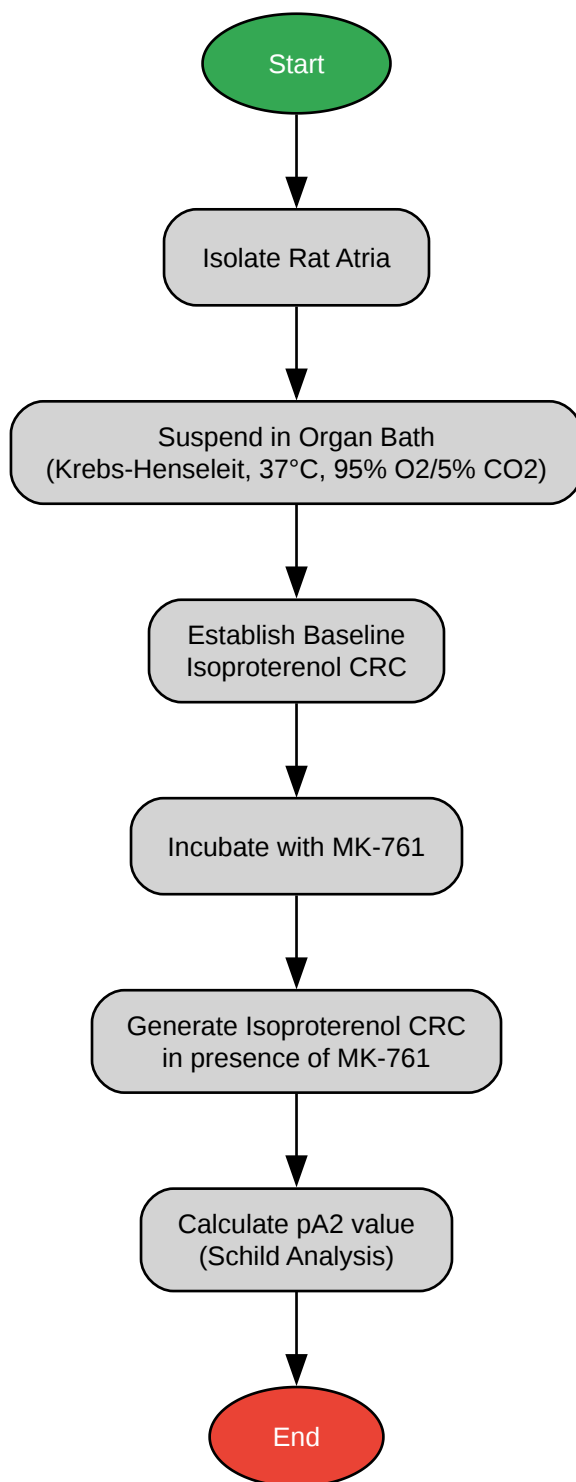 Start
Isolate Rat Atria
Suspend in Organ Bath
(Krebs-Henseleit, 37°C, 95% O2/5% CO2)
Establish Baseline
Isoproterenol CRC
Incubate with MK-761
Generate Isoproterenol CRC
in presence of MK-761
Calculate pA2 value
(Schild Analysis)
End